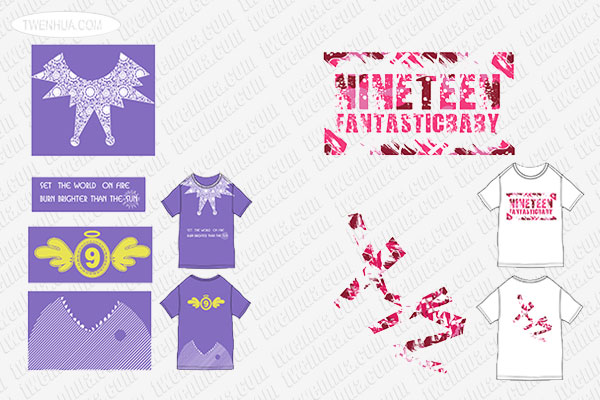 TWENHUA.COM
NINETEEN
FANTASTICBABY
SET THE WORLD ON FIRE
BURN BRIGHTER THAN THE SUN
9
SET THE WORLD ON FIRE
BURN BRIGHTER THAN THE SUN
9
NINETEEN
FANTASTICBABY